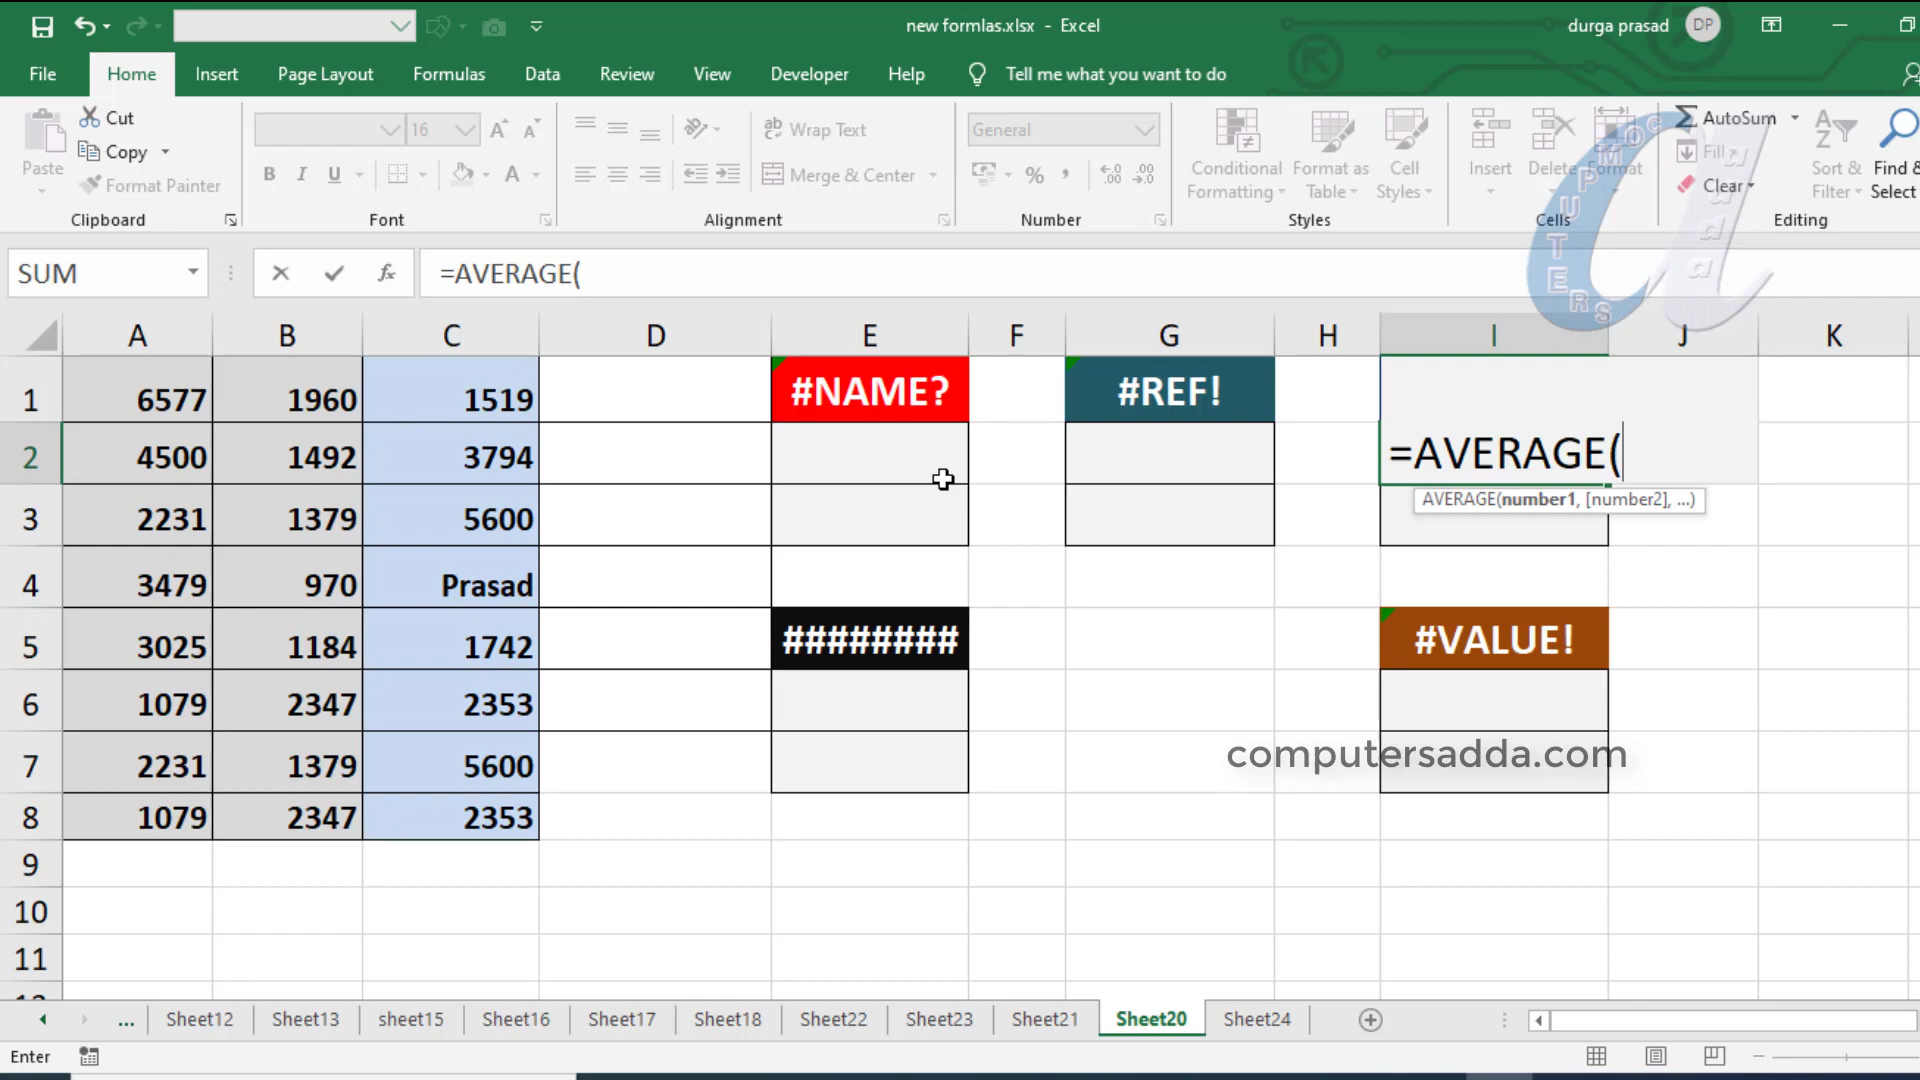 new formlas.xlsx - Excel
durga prasad DP
File Home Insert Page Layout Formulas Data Review View Developer Help Tell me what you want to do
Paste
Cut
Copy
Format Painter
Clipboard
16
B I U A
Font
Wrap Text
Merge & Center
Alignment
General
Number
Conditional Formatting
Format as Table
Cell Styles
Styles
Insert
Delete
Format
Cells
AutoSum
Fill
Clear
Sort & Filter
Find & Select
Editing
COMPUTERS
adda
SUM fx =AVERAGE(
A B C D E F G H I J K
1 6577 1960 1519 #NAME? #REF!
2 4500 1492 3794 =AVERAGE(
AVERAGE(number1, [number2], ...)
3 2231 1379 5600
4 3479 970 Prasad
5 3025 1184 1742 ######## #VALUE!
6 1079 2347 2353
7 2231 1379 5600
computersadda.com
8 1079 2347 2353
9
10
11
... Sheet12 Sheet13 sheet15 Sheet16 Sheet17 Sheet18 Sheet22 Sheet23 Sheet21 Sheet20 Sheet24
Enter